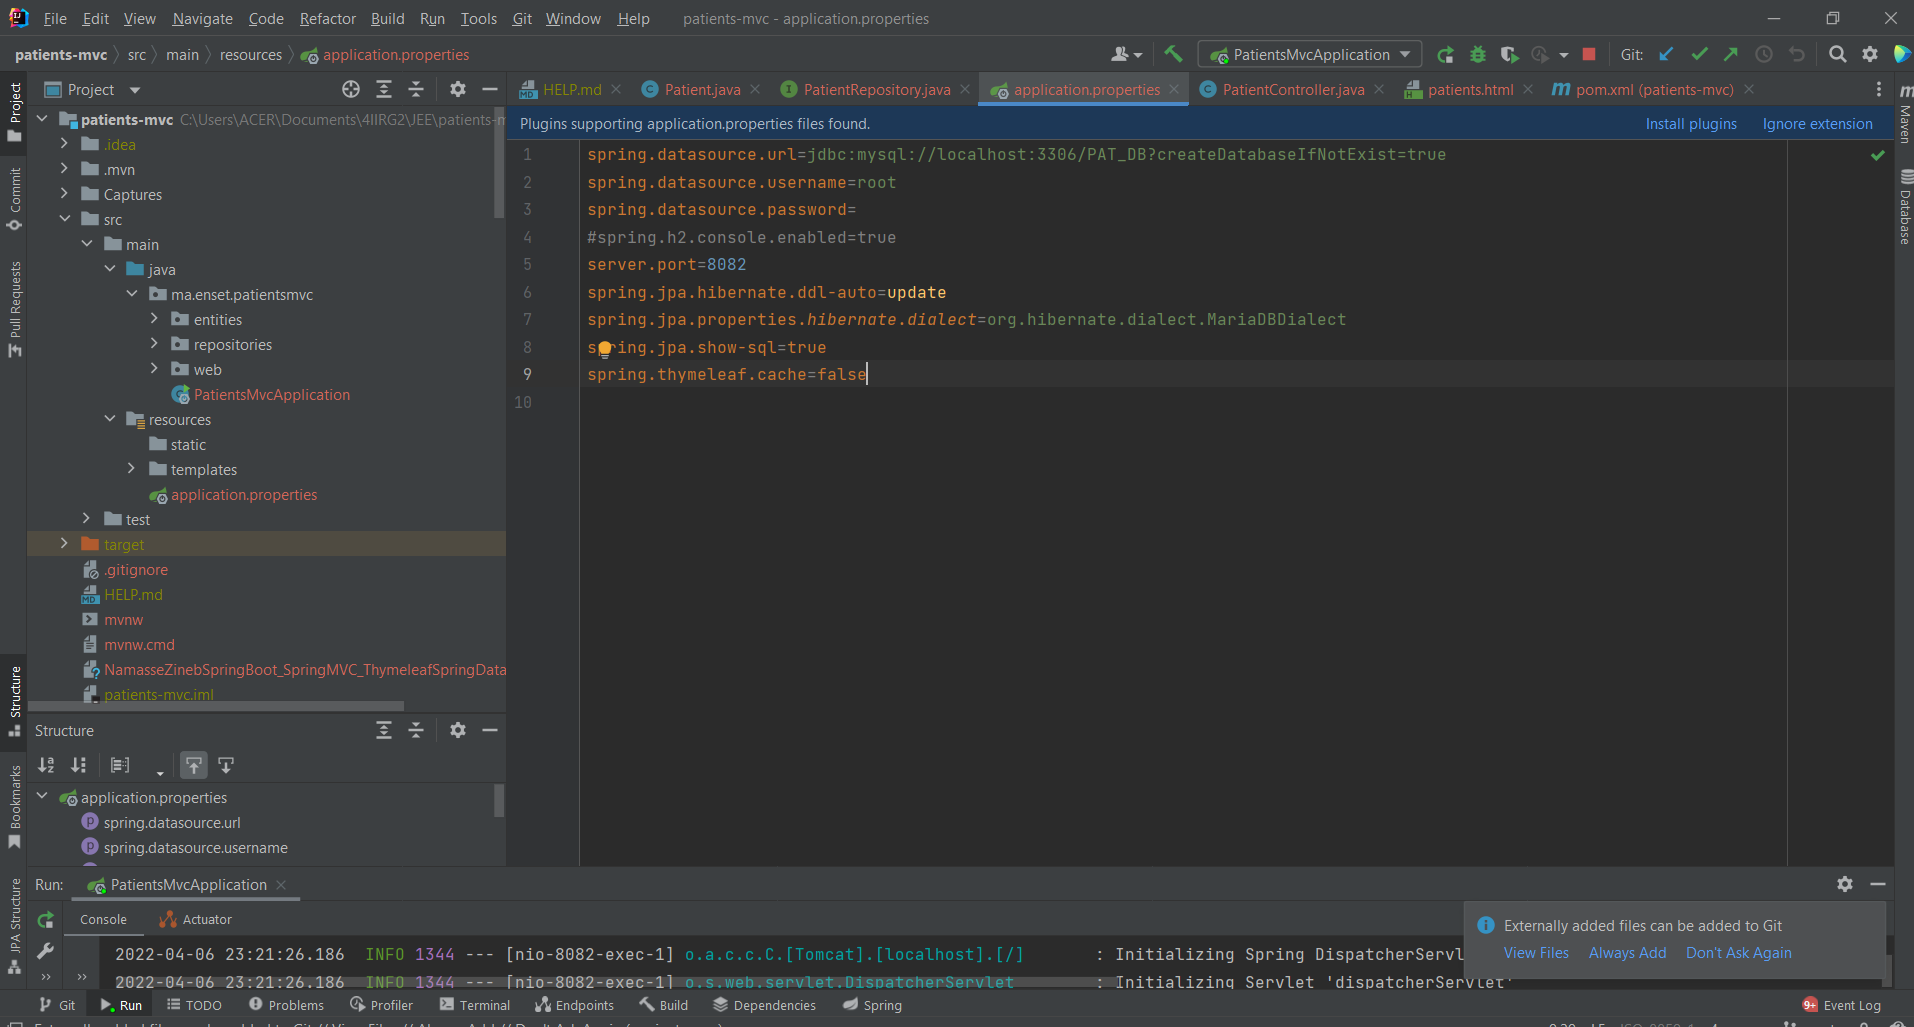 File Edit View Navigate Code Refactor Build Run Tools Git Window Help patients-mvc - application.properties
patients-mvc src main resources application.properties PatientsMvcApplication Git:
Project HELP.md Patient.java PatientRepository.java application.properties PatientController.java patients.html pom.xml (patients-mvc)
Plugins supporting application.properties files found. Install plugins Ignore extension
Project
Commit
Pull Requests
Structure
Bookmarks
JPA Structure
Maven
Database
patients-mvc C:\Users\ACER\Documents\4IIRG2\JEE\patients-m
.idea
.mvn
Captures
src
main
java
ma.enset.patientsmvc
entities
repositories
web
PatientsMvcApplication
resources
static
templates
application.properties
test
target
.gitignore
HELP.md
mvnw
mvnw.cmd
NamasseZinebSpringBoot_SpringMVC_ThymeleafSpringData
patients-mvc.iml
1 spring.datasource.url=jdbc:mysql://localhost:3306/PAT_DB?createDatabaseIfNotExist=true
2 spring.datasource.username=root
3 spring.datasource.password=
4 #spring.h2.console.enabled=true
5 server.port=8082
6 spring.jpa.hibernate.ddl-auto=update
7 spring.jpa.properties.hibernate.dialect=org.hibernate.dialect.MariaDBDialect
8 spring.jpa.show-sql=true
9 spring.thymeleaf.cache=false
10
Structure
application.properties
spring.datasource.url
spring.datasource.username
Run: PatientsMvcApplication
Console Actuator
2022-04-06 23:21:26.186 INFO 1344 --- [nio-8082-exec-1] o.a.c.c.C.[Tomcat].[localhost].[/] : Initializing Spring DispatcherServl
2022-04-06 23:21:26.186 INFO 1344 --- [nio-8082-exec-1] o.s.web.servlet.DispatcherServlet : Initializing Servlet 'dispatcherServlet'
Externally added files can be added to Git
View Files Always Add Don't Ask Again
Git Run TODO Problems Profiler Terminal Endpoints Build Dependencies Spring 9+ Event Log